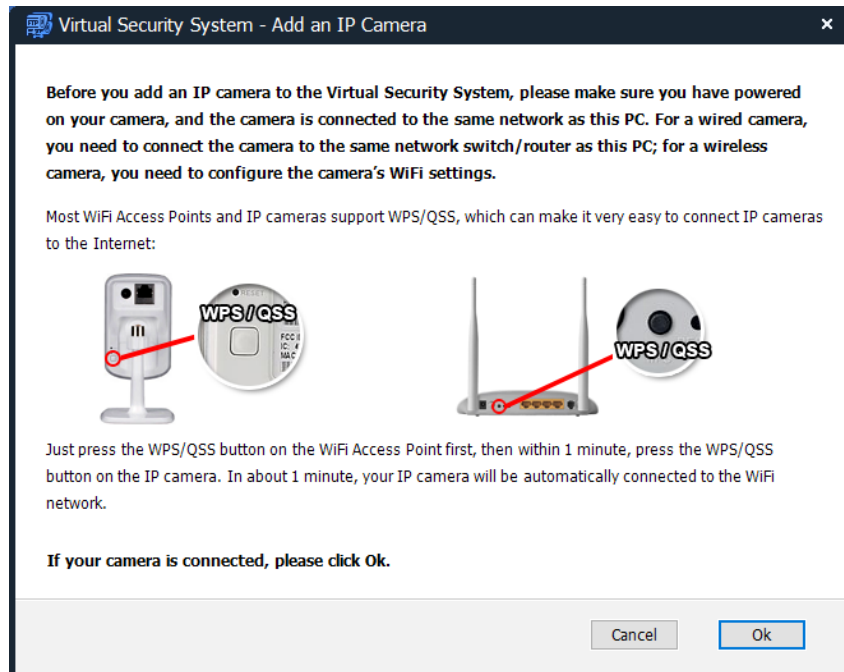 Virtual Security System - Add an IP Camera
Before you add an IP camera to the Virtual Security System, please make sure you have powered
on your camera, and the camera is connected to the same network as this PC. For a wired camera,
you need to connect the camera to the same network switch/router as this PC; for a wireless
camera, you need to configure the camera's WiFi settings.
Most WiFi Access Points and IP cameras support WPS/QSS, which can make it very easy to connect IP cameras
to the Internet:
RESET
WPS/QSS
FCC
IC:
MAC
WPS/QSS
Just press the WPS/QSS button on the WiFi Access Point first, then within 1 minute, press the WPS/QSS
button on the IP camera. In about 1 minute, your IP camera will be automatically connected to the WiFi
network.
If your camera is connected, please click Ok.
Cancel
Ok